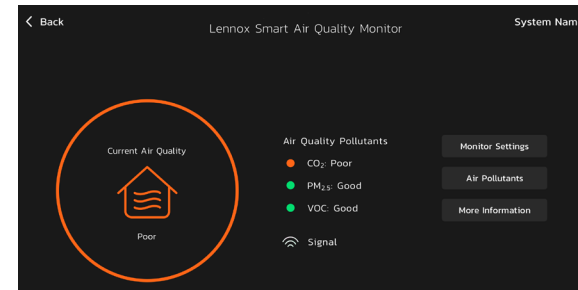 Back
Lennox Smart Air Quality Monitor
System Nam
Current Air Quality
Poor
Air Quality Pollutants
CO₂: Poor
PM₂.₅: Good
VOC: Good
Signal
Monitor Settings
Air Pollutants
More Information